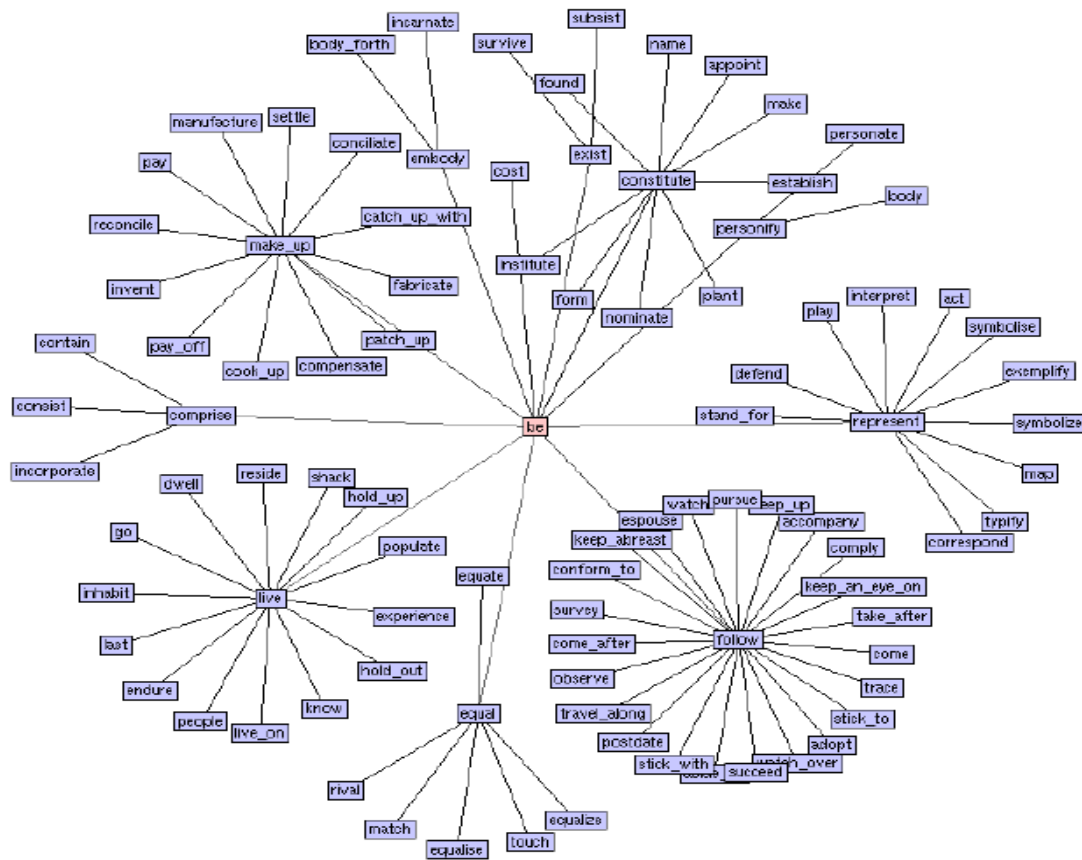 incarnate
subsist
body_forth
survive
name
appoint
found
make
manufacture
settle
personate
conciliate
pay
embody
exist
cost
constitute
establish
body
catch_up_with
reconcile
personify
make_up
institute
invent
fabricate
form
plant
interpret
act
nominate
play
symbolise
patch_up
contain
pay_off
compensate
cook_up
defend
exemplify
consist
comprise
stand_for
represent
symbolize
be
incorporate
map
shack
reside
dwell
hold_up
pursue
espouse
accompany
typify
go
keep_abreast
correspond
populate
comply
conform_to
equate
keep_an_eye_on
inhabit
live
survey
experience
take_after
last
come_after
follow
come
hold_out
observe
trace
endure
people
know
equal
travel_along
stick_to
live_on
postdate
adopt
stick_with
succeed
watch_over
rival
match
equalize
touch
equalise